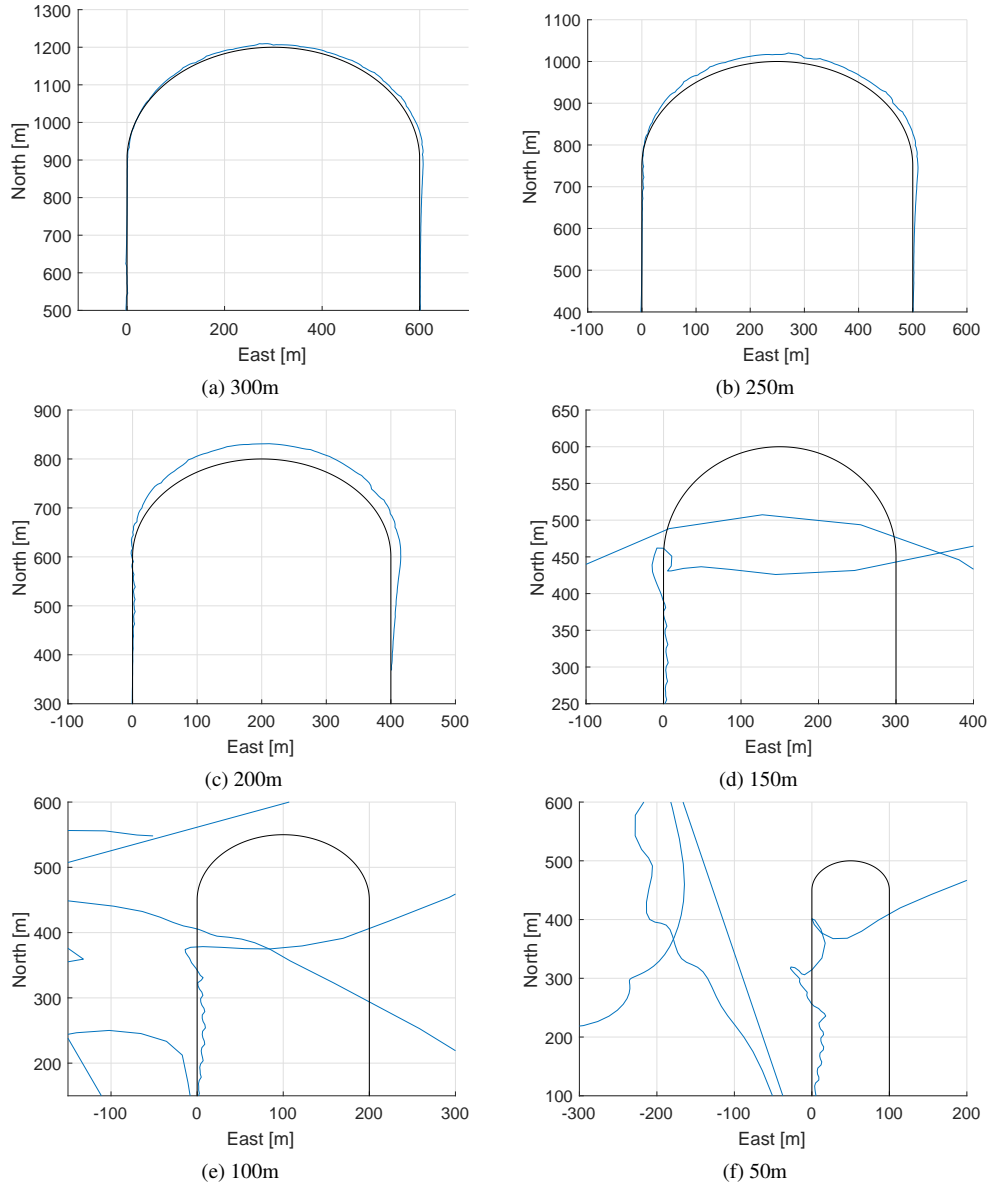 1300
1200
1100
1000
900
800
700
600
500
North [m]
0 200 400 600
East [m]
(a) 300m
1100
1000
900
800
700
600
500
400
North [m]
-100 0 100 200 300 400 500 600
East [m]
(b) 250m
900
800
700
600
500
400
300
North [m]
-100 0 100 200 300 400 500
East [m]
(c) 200m
650
600
550
500
450
400
350
300
250
North [m]
-100 0 100 200 300 400
East [m]
(d) 150m
600
500
400
300
200
North [m]
-100 0 100 200 300
East [m]
(e) 100m
600
500
400
300
200
100
North [m]
-300 -200 -100 0 100 200
East [m]
(f) 50m